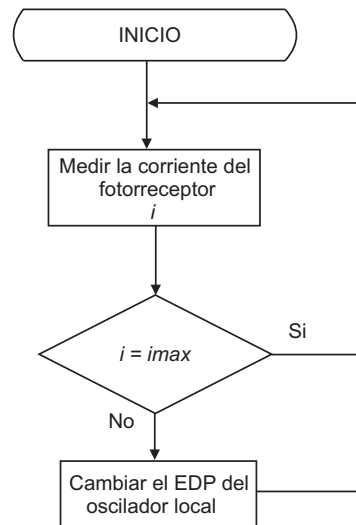 INICIO
Medir la corriente del
fotorreceptor
i
i = imax
Si
No
Cambiar el EDP del
oscilador local